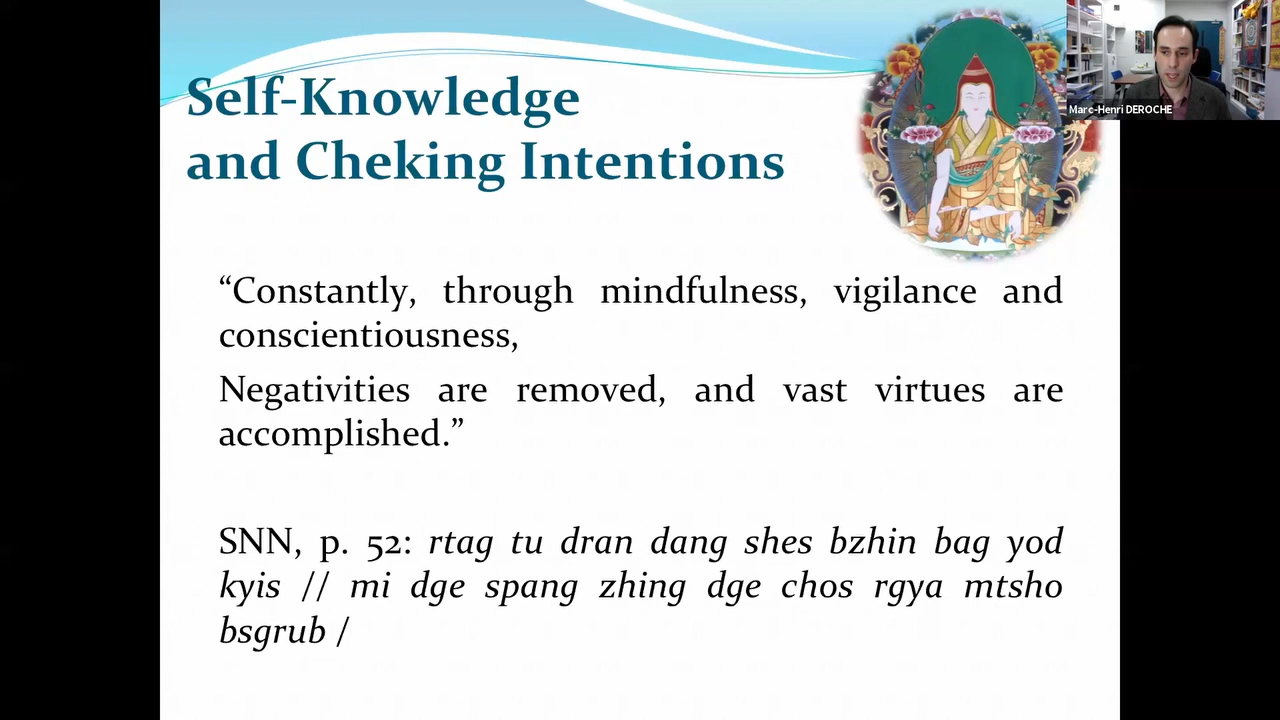 Self-Knowledge
and Cheking Intentions
Marc-Henri DEROCHE
“Constantly, through mindfulness, vigilance and
conscientiousness,
Negativities are removed, and vast virtues are
accomplished.”
SNN, p. 52: rtag tu dran dang shes bzhin bag yod
kyis // mi dge spang zhing dge chos rgya mtsho
bsgrub /